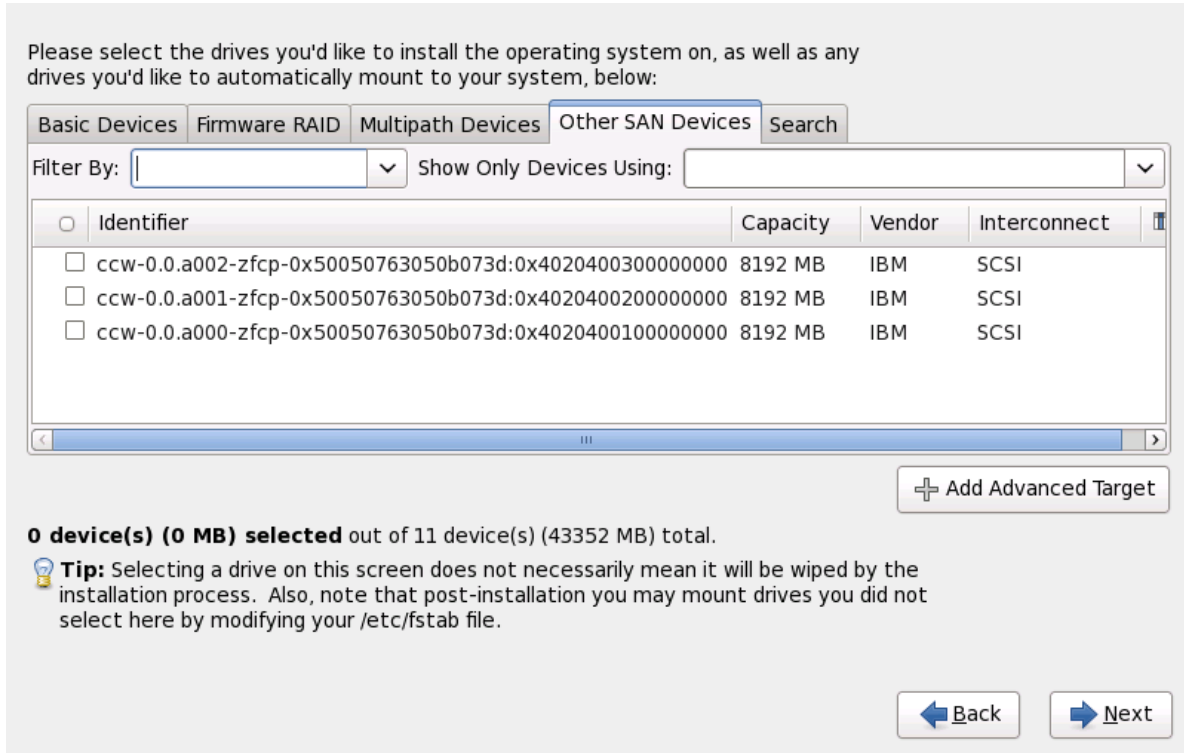 Please select the drives you'd like to install the operating system on, as well as any
drives you'd like to automatically mount to your system, below:
Basic Devices Firmware RAID Multipath Devices Other SAN Devices Search
Filter By: Show Only Devices Using:
Identifier Capacity Vendor Interconnect
ccw-0.0.a002-zfcp-0x50050763050b073d:0x4020400300000000 8192 MB IBM SCSI
ccw-0.0.a001-zfcp-0x50050763050b073d:0x4020400200000000 8192 MB IBM SCSI
ccw-0.0.a000-zfcp-0x50050763050b073d:0x4020400100000000 8192 MB IBM SCSI
Add Advanced Target
0 device(s) (0 MB) selected out of 11 device(s) (43352 MB) total.
Tip: Selecting a drive on this screen does not necessarily mean it will be wiped by the
installation process.  Also, note that post-installation you may mount drives you did not
select here by modifying your /etc/fstab file.
Back Next